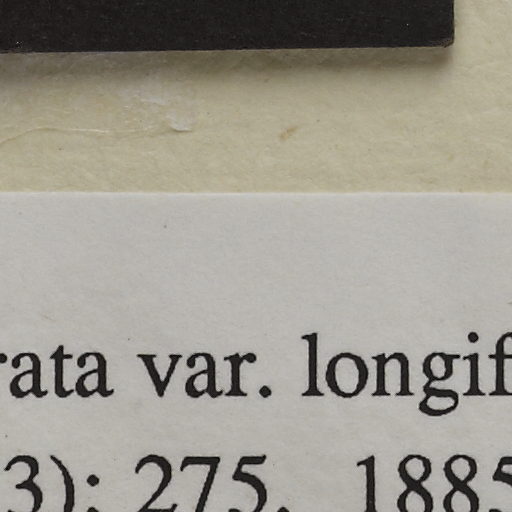 rata var. longif
3): 275. 1885